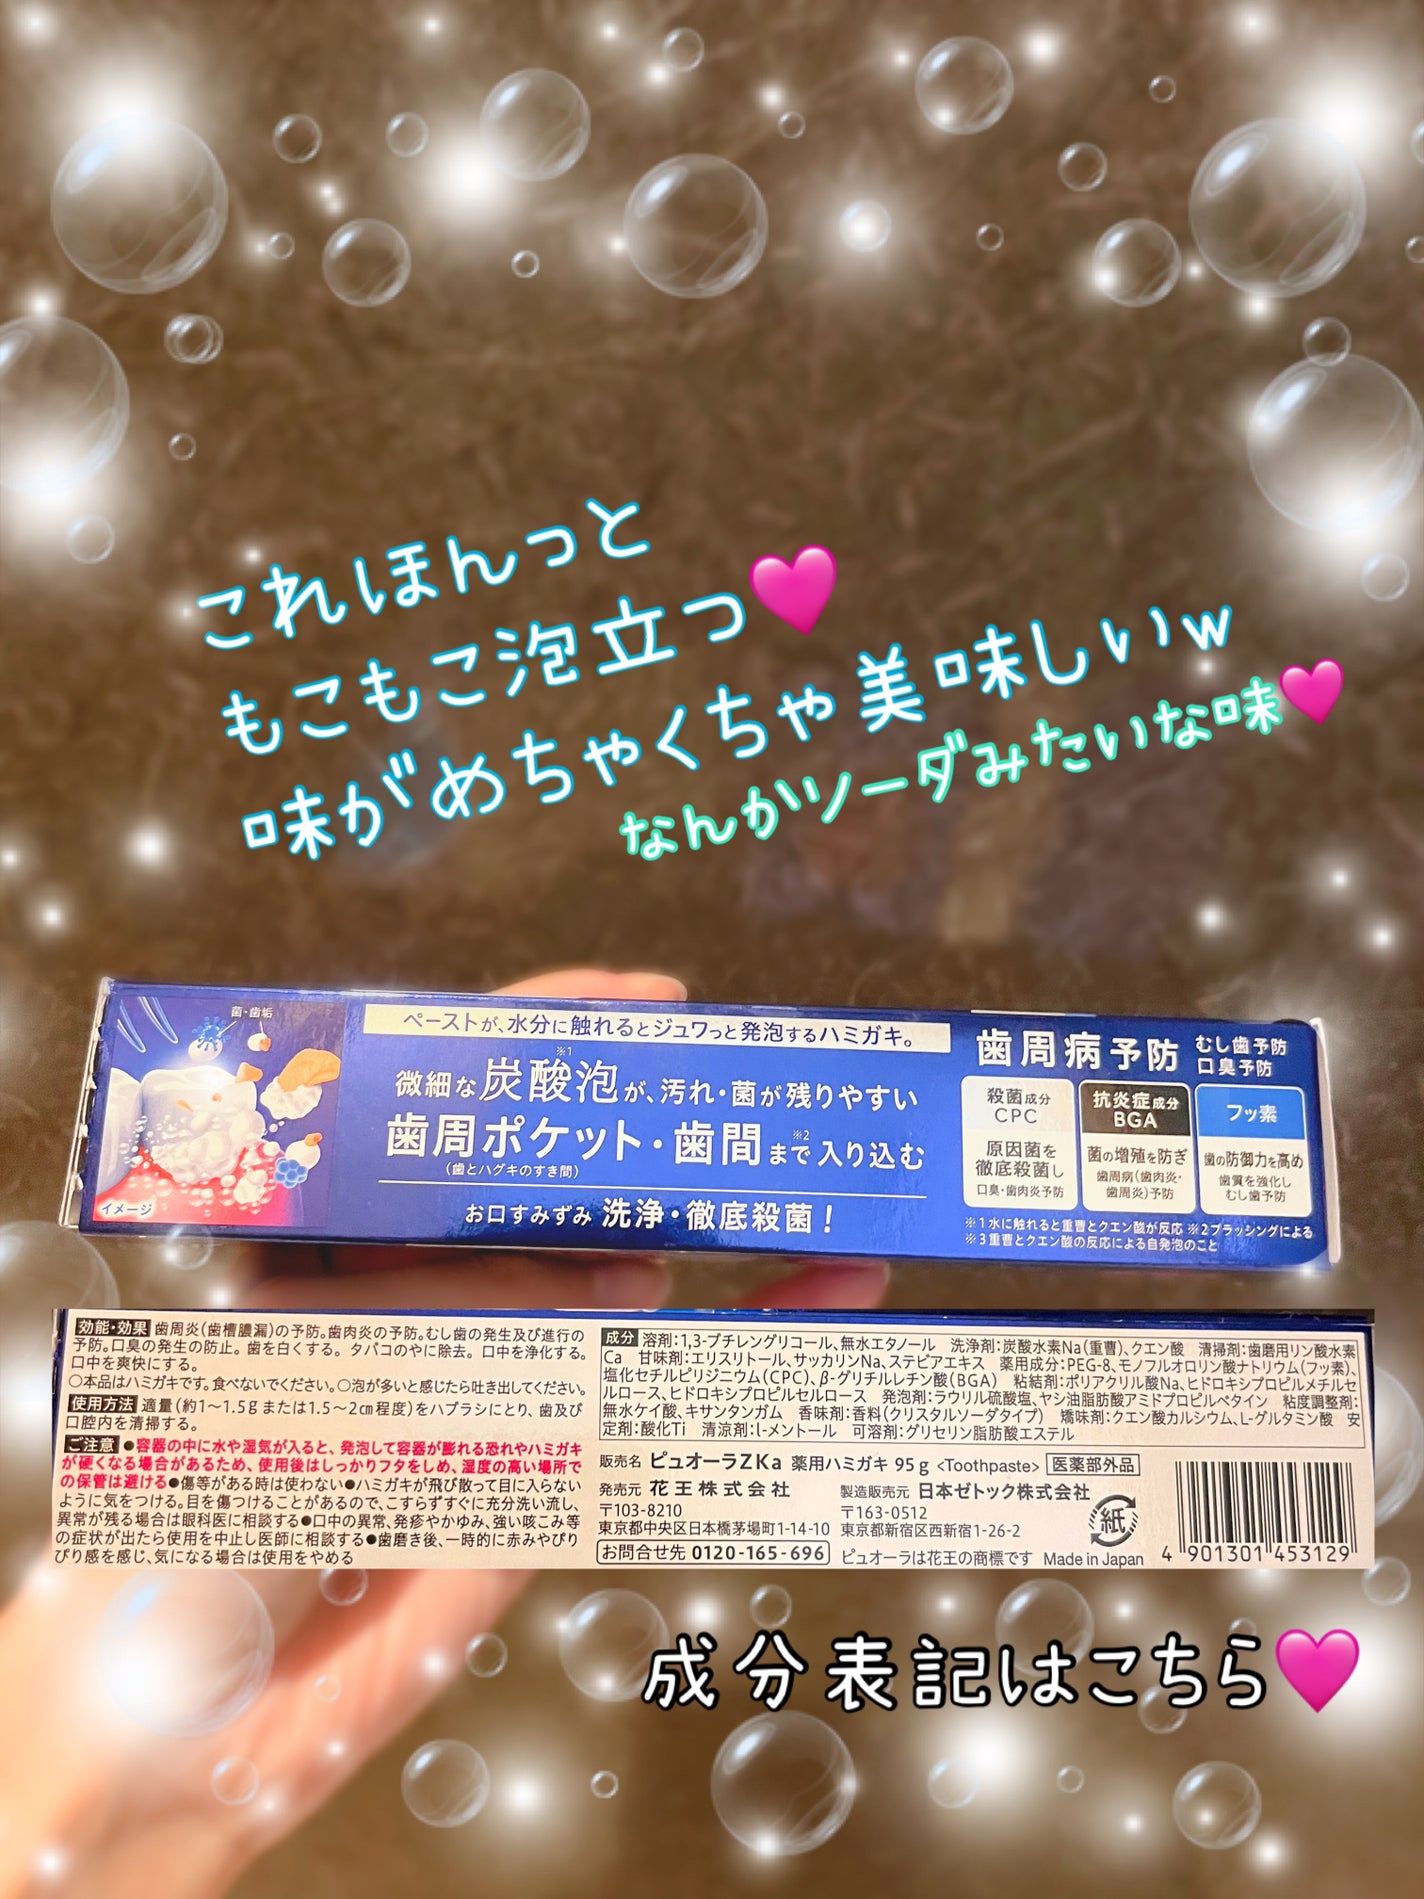 これほんっと
もこもこ泡立つ🩷
味がめちゃくちゃ美味しいw
なんかソーダみたいな味🩷
菌・歯垢
イメージ
ペーストが、水分に触れるとジュワっと発泡するハミガキ。
微細な炭酸泡※1が、汚れ・菌が残りやすい
歯周ポケット・歯間まで※2入り込む
(歯とハグキのすき間)
お口すみずみ 洗浄・徹底殺菌!
歯周病予防 むし歯予防
口臭予防
殺菌成分
CPC
原因菌を
徹底殺菌し
口臭・歯肉炎予防
抗炎症成分
BGA
菌の増殖を防ぎ
歯周病(歯肉炎・
歯周炎)予防
フッ素
歯の防御力を高め
歯質を強化し
むし歯予防
※1水に触れると重曹とクエン酸が反応 ※2ブラッシングによる
※3重曹とクエン酸の反応による自発泡のこと
効能・効果 歯周炎(歯槽膿漏)の予防。歯肉炎の予防。むし歯の発生及び進行の
予防。口臭の発生の防止。歯を白くする。タバコのやに除去。口中を浄化する。
口中を爽快にする。
○本品はハミガキです。食べないでください。○泡が多いと感じたら吐き出してください。
使用方法 適量(約1〜1.5gまたは1.5〜2cm程度)をハブラシにとり、歯及び
口腔内を清掃する。
ご注意 ●容器の中に水や湿気が入ると、発泡して容器が膨れる恐れやハミガキ
が硬くなる場合があるため、使用後はしっかりフタをしめ、湿度の高い場所で
の保管は避ける●傷等がある時は使わない●ハミガキが飛び散って目に入らない
ように気をつける。目を傷つけることがあるので、こすらずすぐに充分洗い流し、
異常が残る場合は眼科医に相談する●口中の異常、発疹やかゆみ、強い咳こみ等
の症状が出たら使用を中止し医師に相談する●歯磨き後、一時的に赤みやぴり
ぴり感を感じ、気になる場合は使用をやめる
成分 溶剤:1,3-ブチレングリコール、無水エタノール 洗浄剤:炭酸水素Na(重曹)、クエン酸 清掃剤:歯磨用リン酸水素
Ca 甘味剤:エリスリトール、サッカリンNa、ステビアエキス 薬用成分:PEG-8、モノフルオロリン酸ナトリウム(フッ素)、
塩化セチルピリジニウム(CPC)、β-グリチルレチン酸(BGA) 粘結剤:ポリアクリル酸Na、ヒドロキシプロピルメチルセ
ルロース、ヒドロキシプロピルセルロース 発泡剤:ラウリル硫酸塩、ヤシ油脂肪酸アミドプロピルベタイン 粘度調整剤:
無水ケイ酸、キサンタンガム 香味剤:香料(クリスタルソーダタイプ) 矯味剤:クエン酸カルシウム、L-グルタミン酸 安
定剤:酸化Ti 清涼剤:l-メントール 可溶剤:グリセリン脂肪酸エステル
販売名 ピュオーラZKa 薬用ハミガキ 95g <Toothpaste> 医薬部外品
発売元 花王株式会社
〒103-8210
東京都中央区日本橋茅場町1-14-10
お問合せ先 0120-165-696
製造販売元 日本ゼトック株式会社
〒163-0512
東京都新宿区西新宿1-26-2
ピュオーラは花王の商標です Made in Japan
紙
4 901301 453129
成分表記はこちら🩷